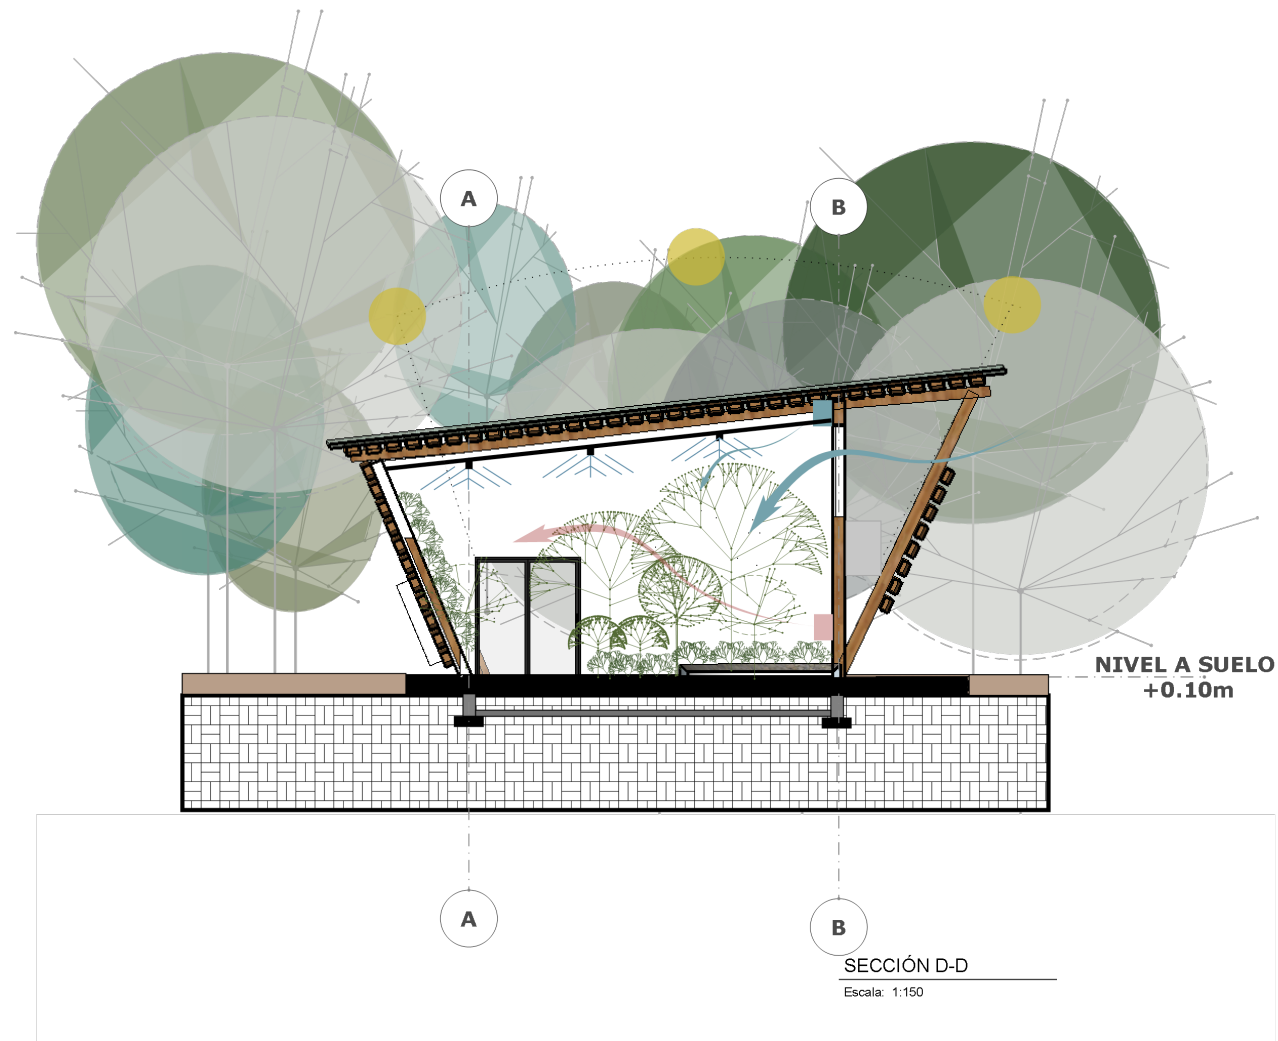 A
B
NIVEL A SUELO
+0.10m
A
B
SECCIÓN D-D
Escala: 1:150